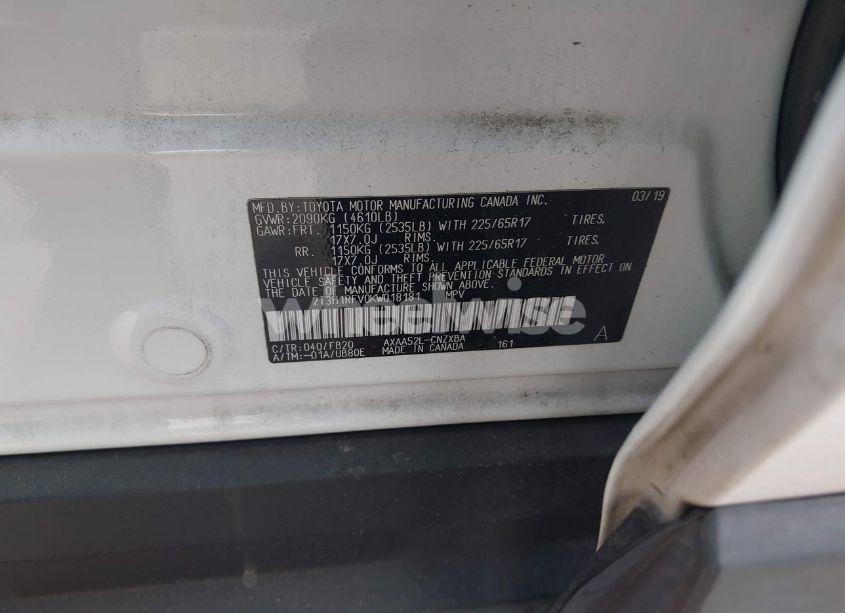 MFD.BY:TOYOTA MOTOR MANUFACTURING CANADA INC. 03/19
GVWR:2090KG (4610LB)
GAWR:FRT. 1150KG (2535LB) WITH 225/65R17 TIRES,
17X7.0J RIMS.
RR. 1150KG (2535LB) WITH 225/65R17 TIRES,
17X7.0J RIMS.
THIS VEHICLE CONFORMS TO ALL APPLICABLE FEDERAL MOTOR
VEHICLE SAFETY AND THEFT PREVENTION STANDARDS IN EFFECT ON
THE DATE OF MANUFACTURE SHOWN ABOVE.
2T3H1RFV0KW018181 MPV
Wheelwise
C/TR:040/FB20 AXAA52L-CNZXBA
A/TM:-01A/UB80E MADE IN CANADA 161 A